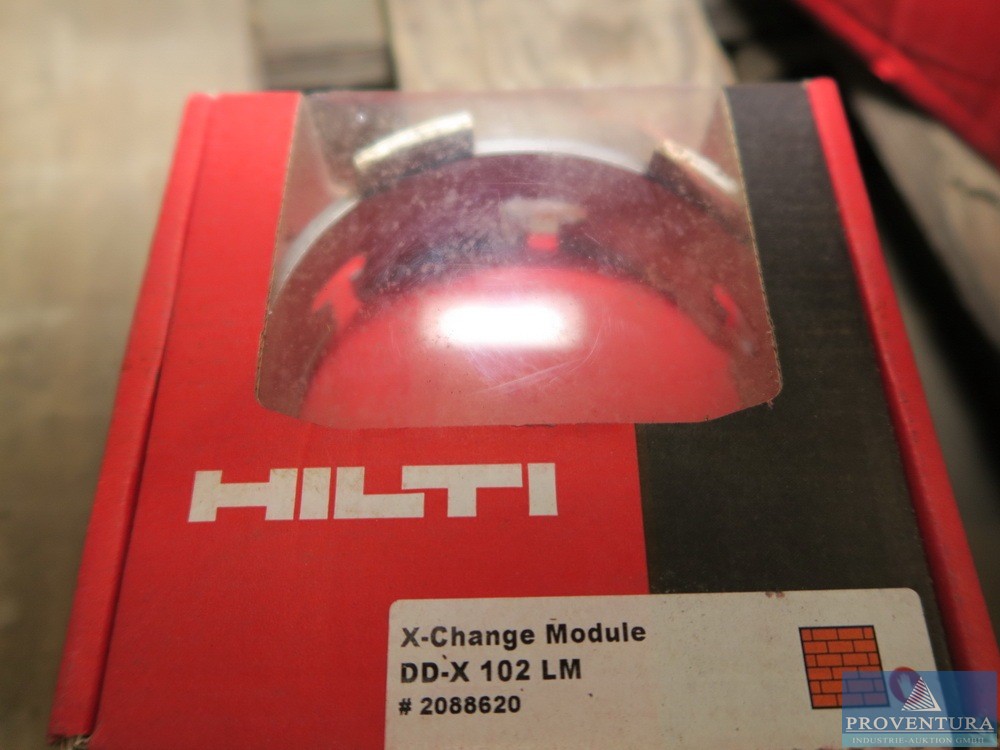 HILTI
X-Change Module
DD-X 102 LM
# 2088620
PROVENTURA
INDUSTRIE-AUKTION GMBH